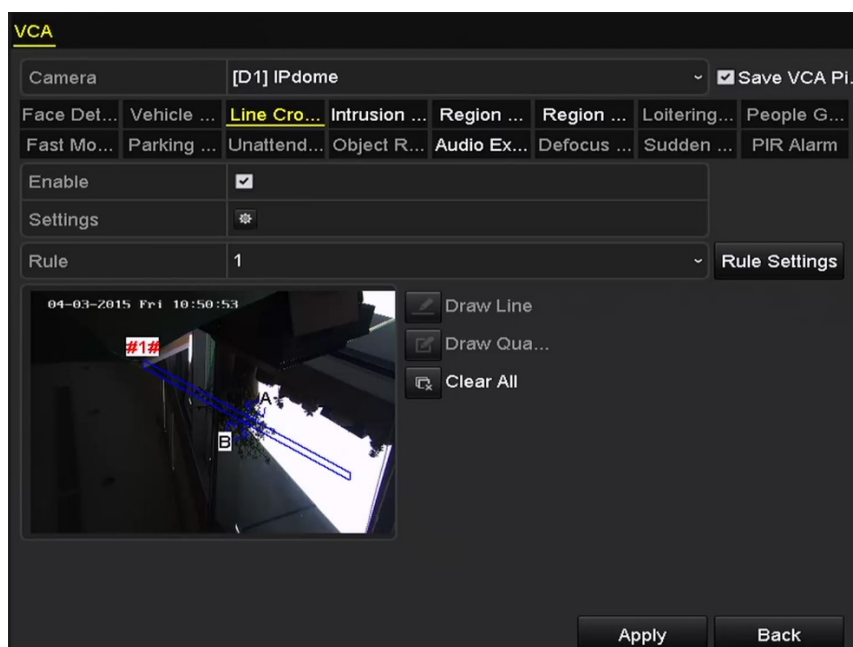 VCA
Camera [D1] IPdome Save VCA Pi.
Face Det... Vehicle ... Line Cro... Intrusion ... Region ... Region ... Loitering... People G...
Fast Mo... Parking ... Unattend... Object R... Audio Ex... Defocus ... Sudden ... PIR Alarm
Enable
Settings
Rule 1 Rule Settings
04-03-2015 Fri 10:50:53
#1#
A
B
Draw Line
Draw Qua...
Clear All
Apply Back